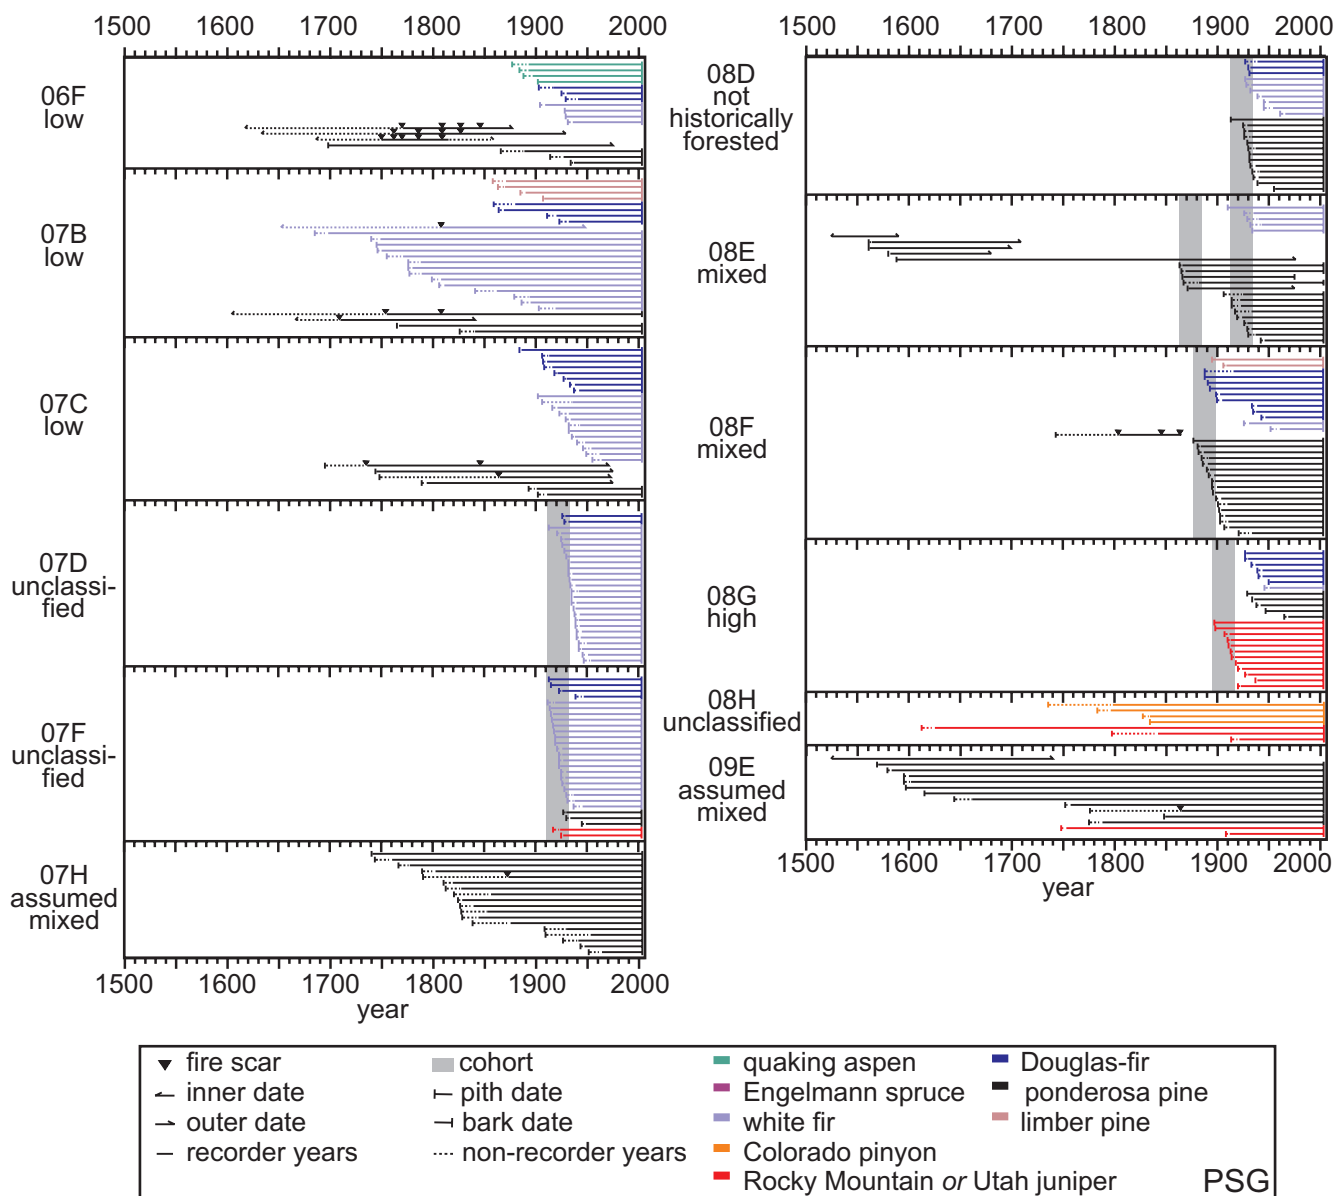 1500 1600 1700 1800 1900 2000
06F
low
07B
low
07C
low
07D
unclassi-
fied
07F
unclassi-
fied
07H
assumed
mixed
1500 1600 1700 1800 1900 2000
year
1500 1600 1700 1800 1900 2000
08D
not
historically
forested
08E
mixed
08F
mixed
08G
high
08H
unclassified
09E
assumed
mixed
1500 1600 1700 1800 1900 2000
year
fire scar
inner date
outer date
recorder years
cohort
pith date
bark date
non-recorder years
quaking aspen
Engelmann spruce
white fir
Colorado pinyon
Rocky Mountain or Utah juniper
Douglas-fir
ponderosa pine
limber pine
PSG